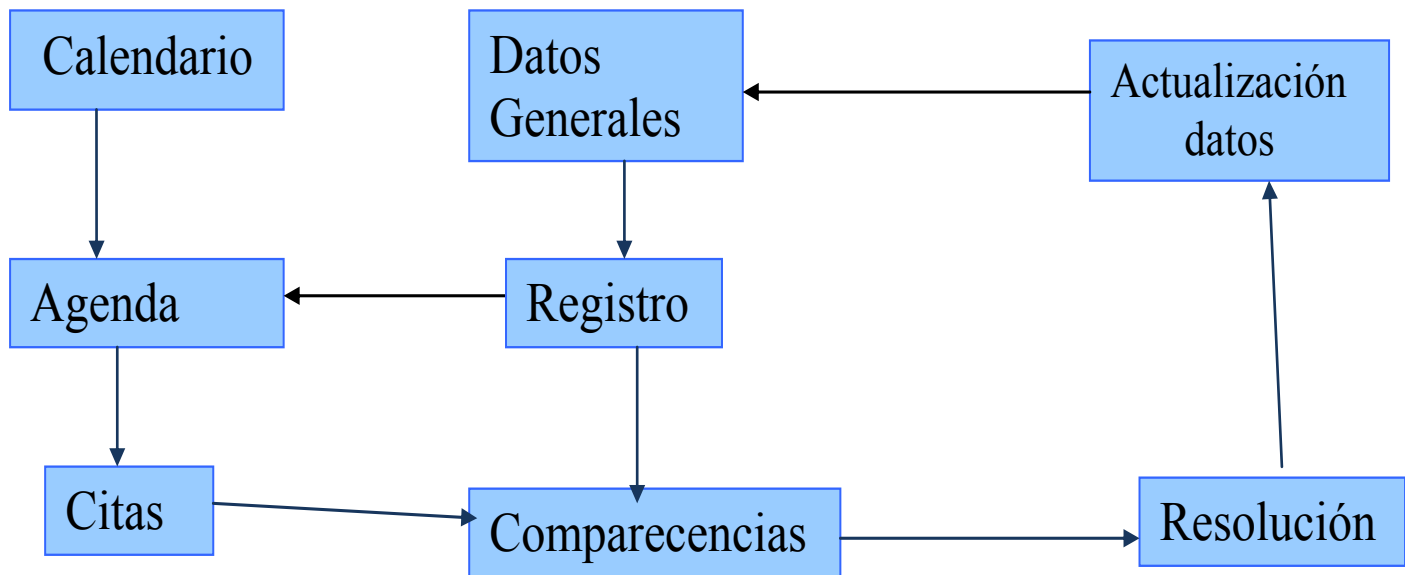 Calendario
Datos
Generales
Actualización
datos
Agenda
Registro
Citas
Comparecencias
Resolución